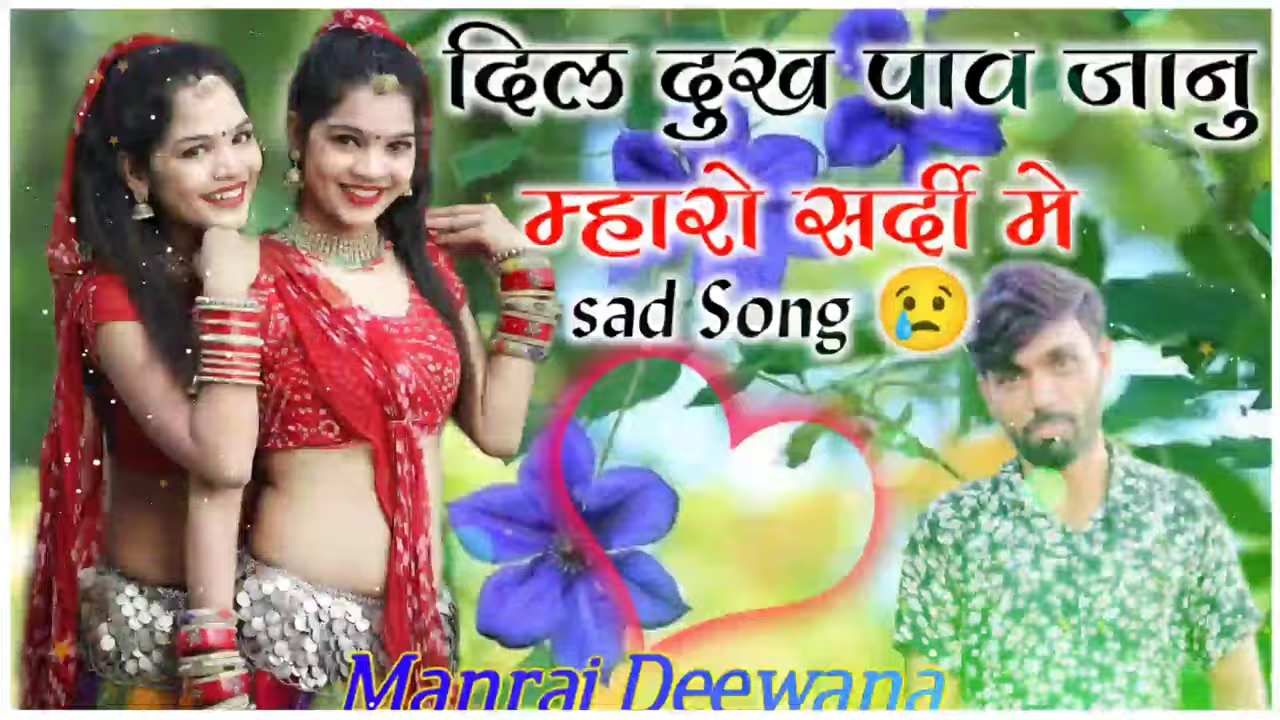 दिल दुख पाव जानु
म्हारो सर्दी मे
sad Song 😢
Manraj Deewana